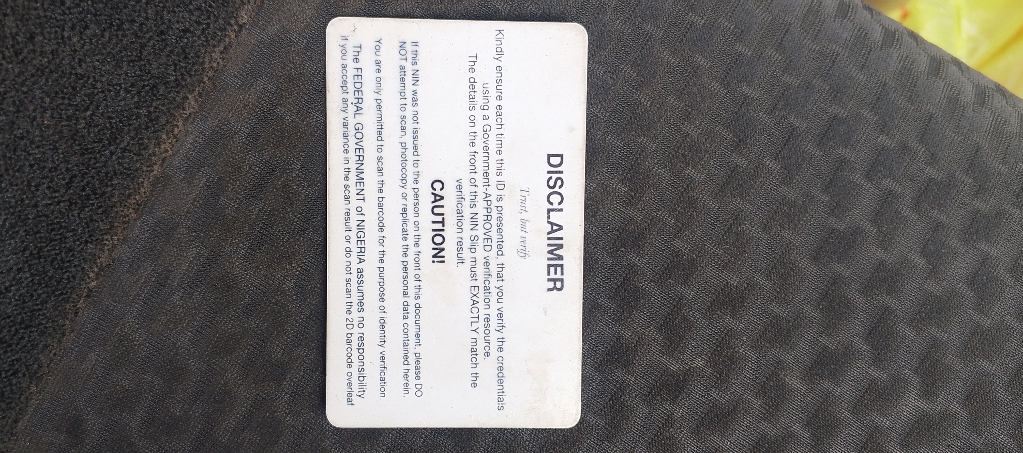 DISCLAIMER
Trust, but verify
Kindly ensure each time this ID is presented, that you verify the credentials
using a Government-APPROVED verification resource.
The details on the front of this NIN Slip must EXACTLY match the
verification result.
CAUTION!
If this NIN was not issued to the person on the front of this document, please DO
NOT attempt to scan, photocopy or replicate the personal data contained herein.
You are only permitted to scan the barcode for the purpose of identity verification
The FEDERAL GOVERNMENT of NIGERIA assumes no responsibility
if you accept any variance in the scan result or do not scan the 2D barcode overleaf